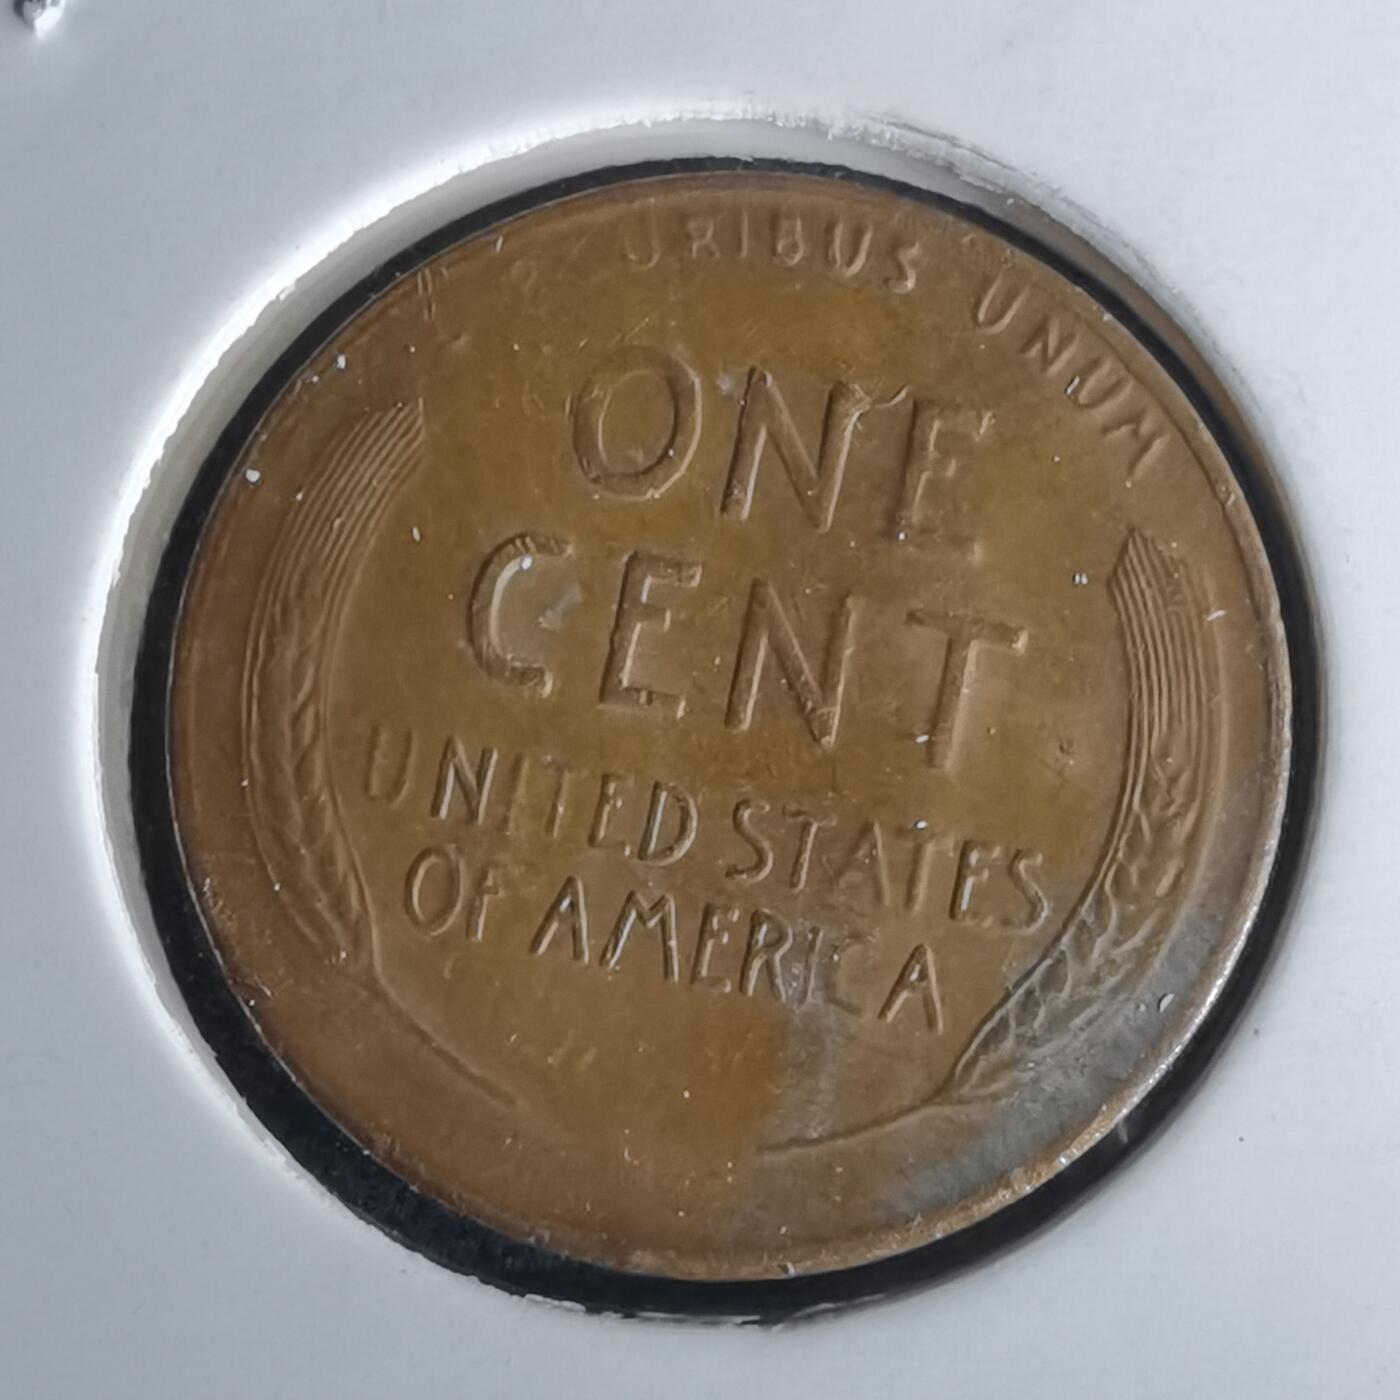 URIBUS UNUM
ONE
CENT
UNITED STATES
OF AMERICA